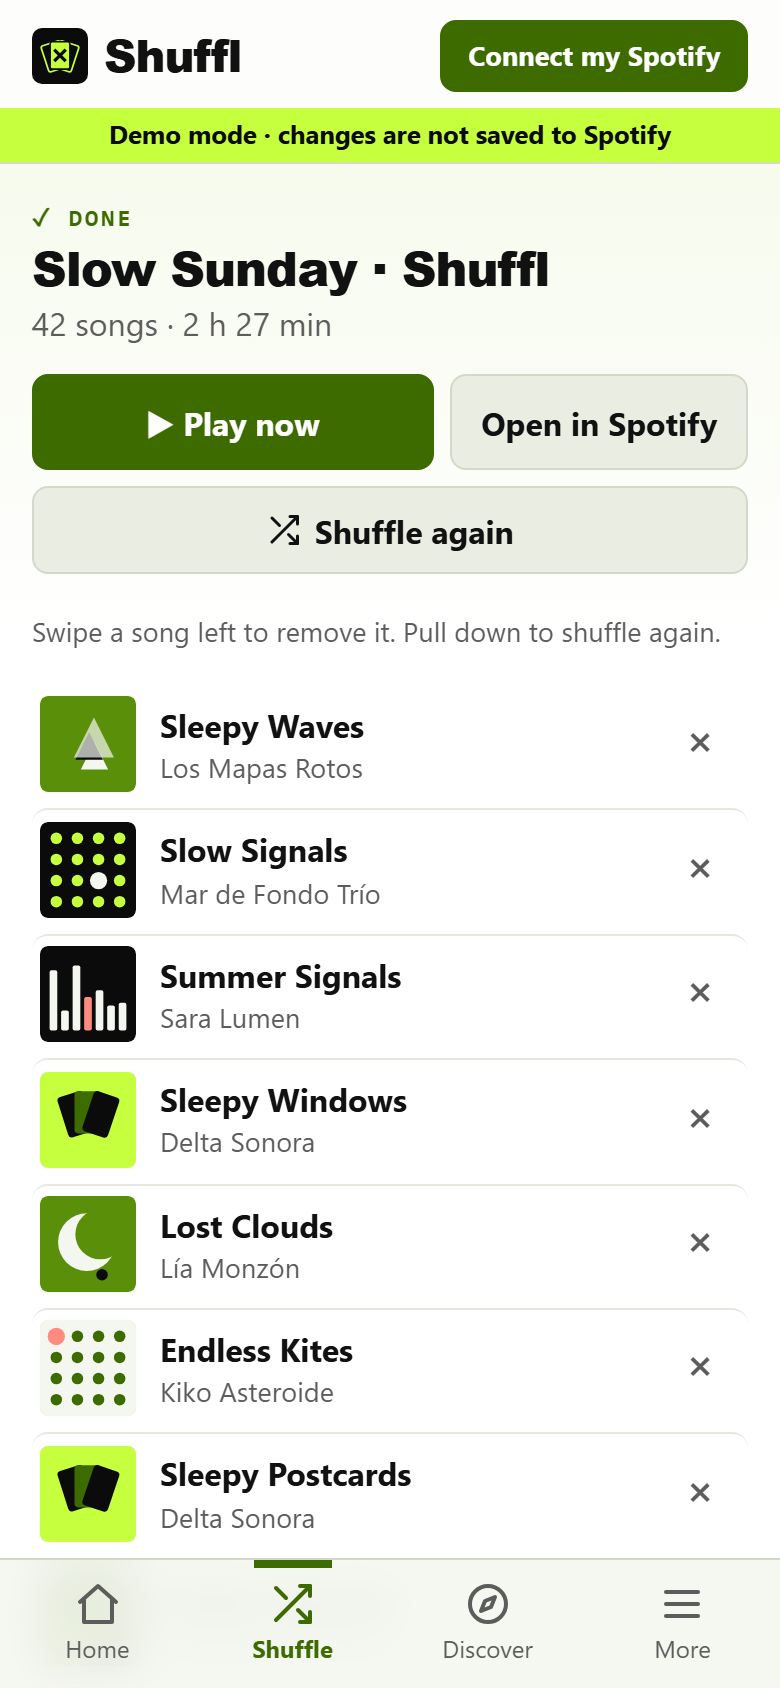 Shuffl
Connect my Spotify
Demo mode · changes are not saved to Spotify
✓ DONE
Slow Sunday · Shuffl
42 songs · 2 h 27 min
▶ Play now
Open in Spotify
Shuffle again
Swipe a song left to remove it. Pull down to shuffle again.
Sleepy Waves
Los Mapas Rotos
Slow Signals
Mar de Fondo Trío
Summer Signals
Sara Lumen
Sleepy Windows
Delta Sonora
Lost Clouds
Lía Monzón
Endless Kites
Kiko Asteroide
Sleepy Postcards
Delta Sonora
Home
Shuffle
Discover
More